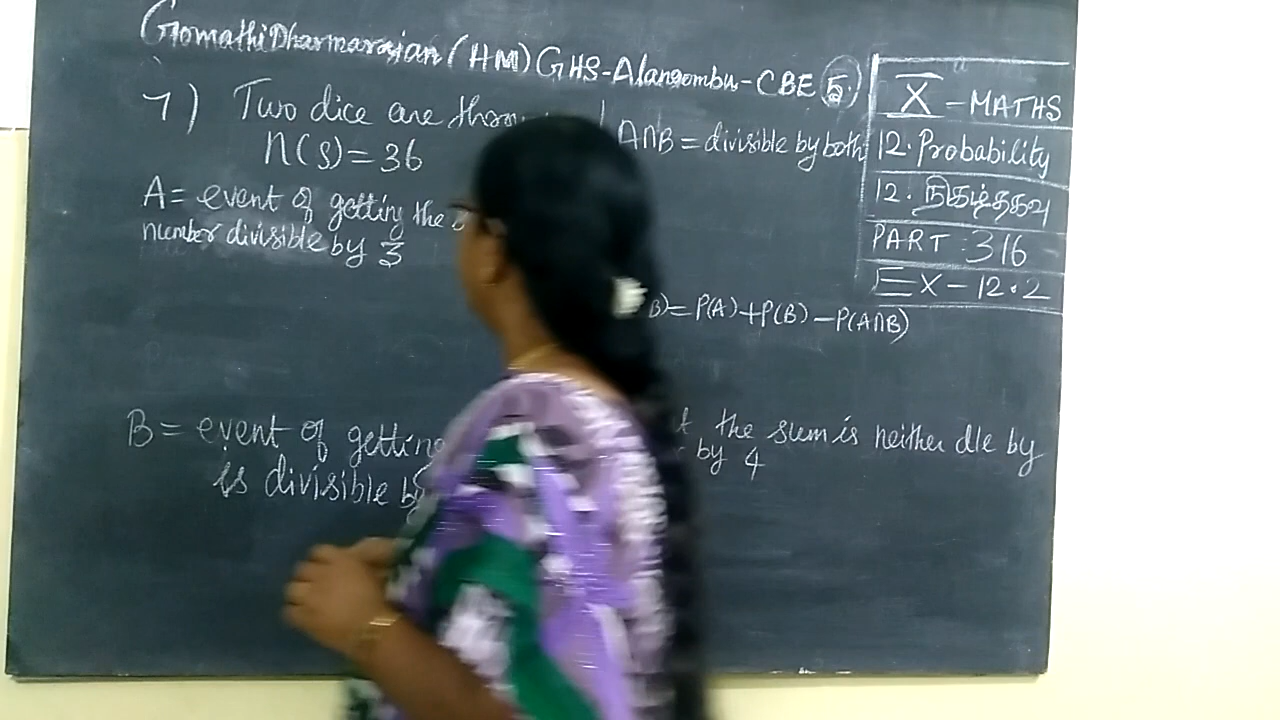 Gomathi Dharmarajan (HM) GHS-Alangombu-CBE 5
7) Two dice are
n(S) = 36
A = event of getting the
number divisible by 3
B = event of getting
is divisible by
A∩B = divisible by both
B) = P(A) + P(B) - P(A∩B)
the sum is neither dle by
by 4
X - MATHS
12. Probability
12. நிகழ்தகவு
PART : 316
EX - 12.2